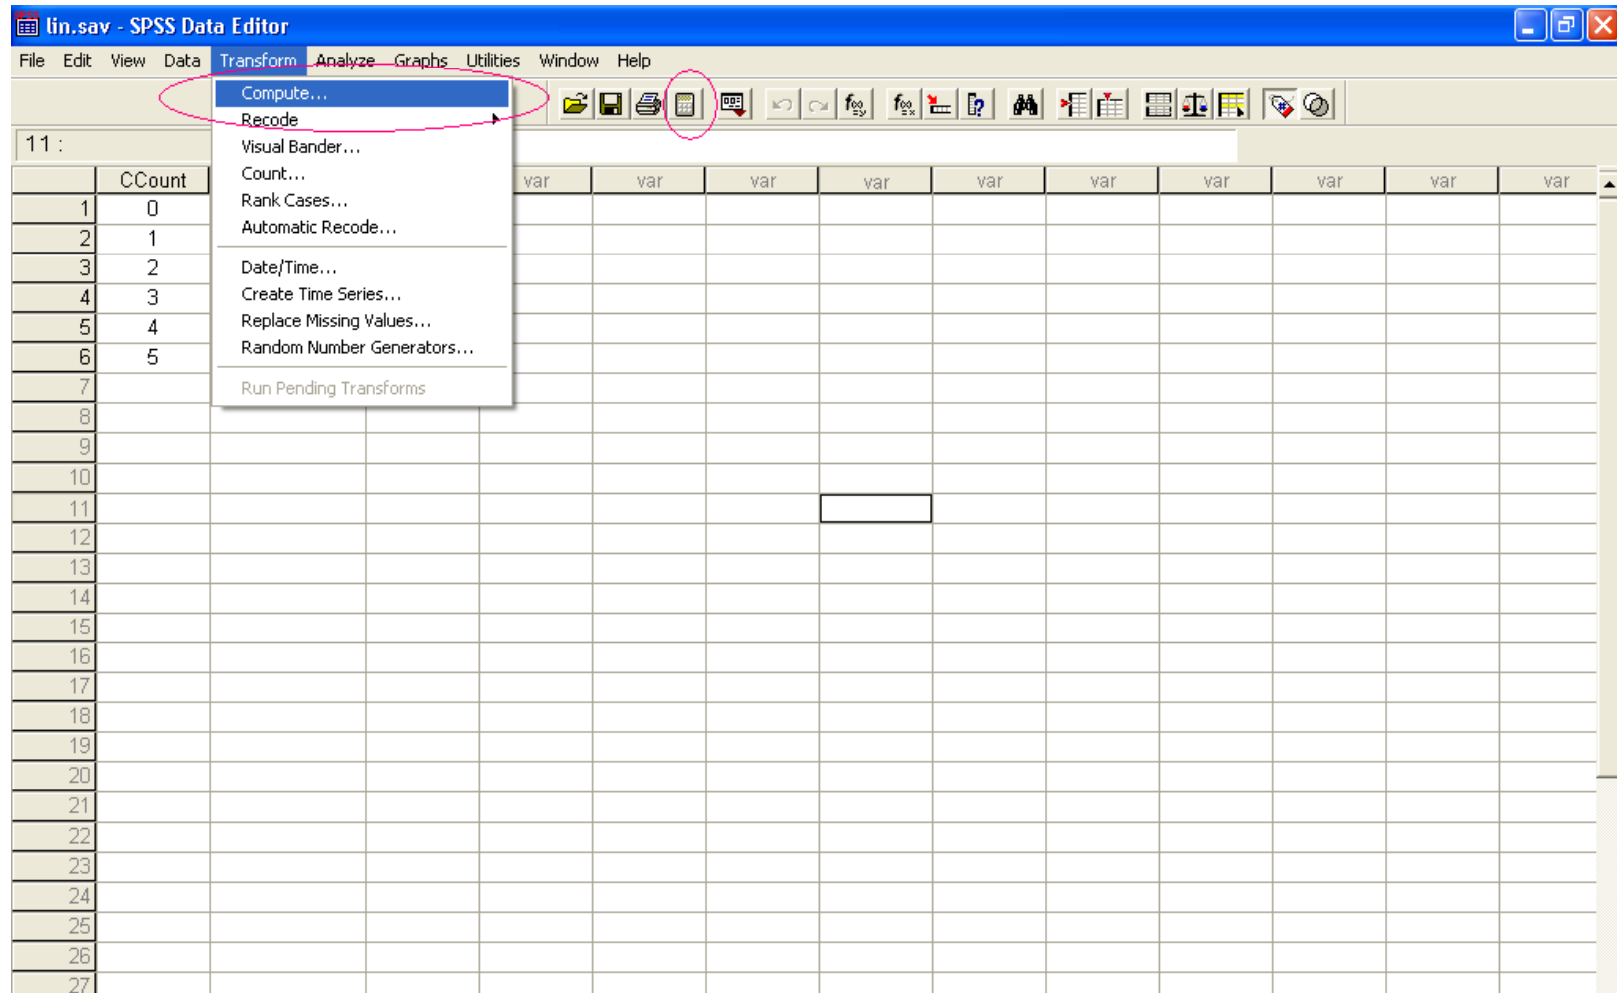 lin.sav - SPSS Data Editor
File Edit View Data Transform Analyze Graphs Utilities Window Help
Compute...
Recode
Visual Bander...
Count...
Rank Cases...
Automatic Recode...
Date/Time...
Create Time Series...
Replace Missing Values...
Random Number Generators...
Run Pending Transforms
11 :
CCount var var var var var var var var var var
1 0
2 1
3 2
4 3
5 4
6 5
7
8
9
10
11
12
13
14
15
16
17
18
19
20
21
22
23
24
25
26
27